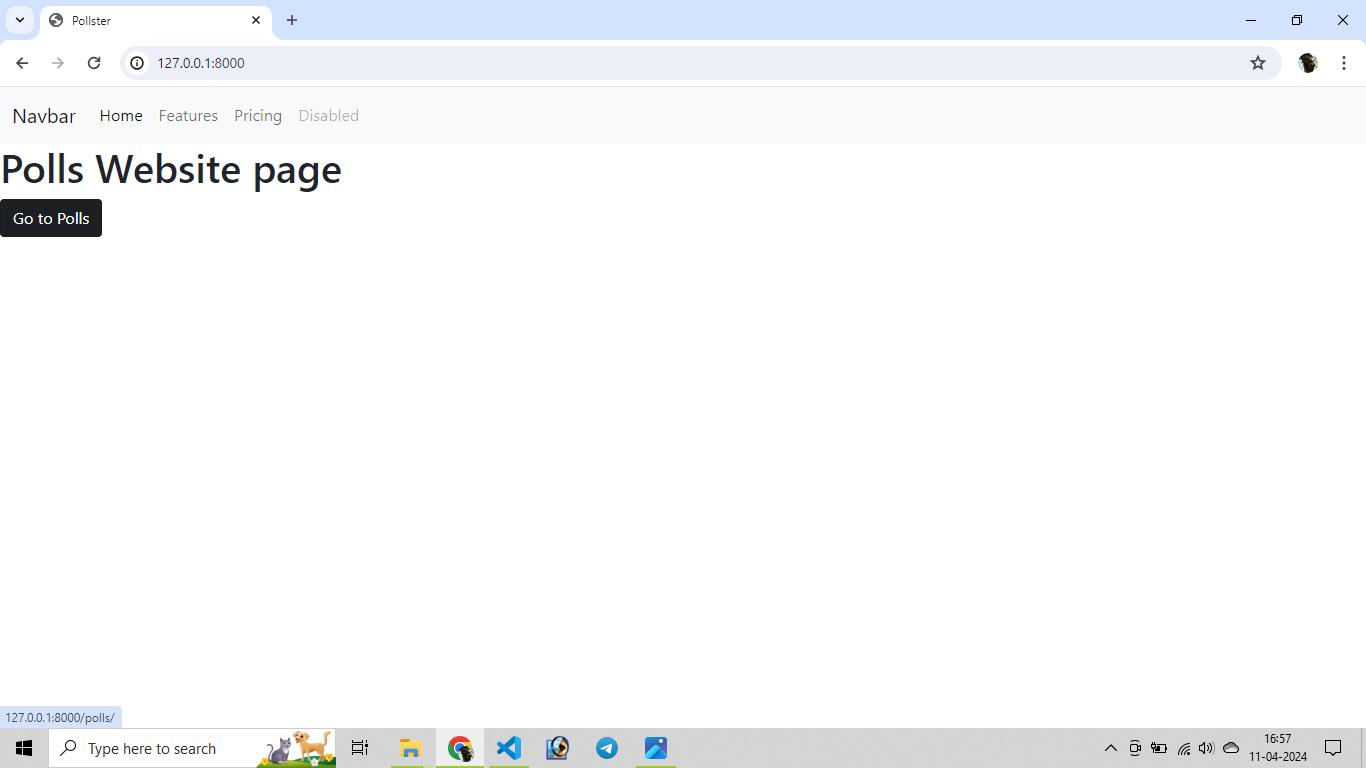 Pollster
127.0.0.1:8000
Navbar Home Features Pricing Disabled
Polls Website page
Go to Polls
127.0.0.1:8000/polls/
Type here to search
16:57
11-04-2024